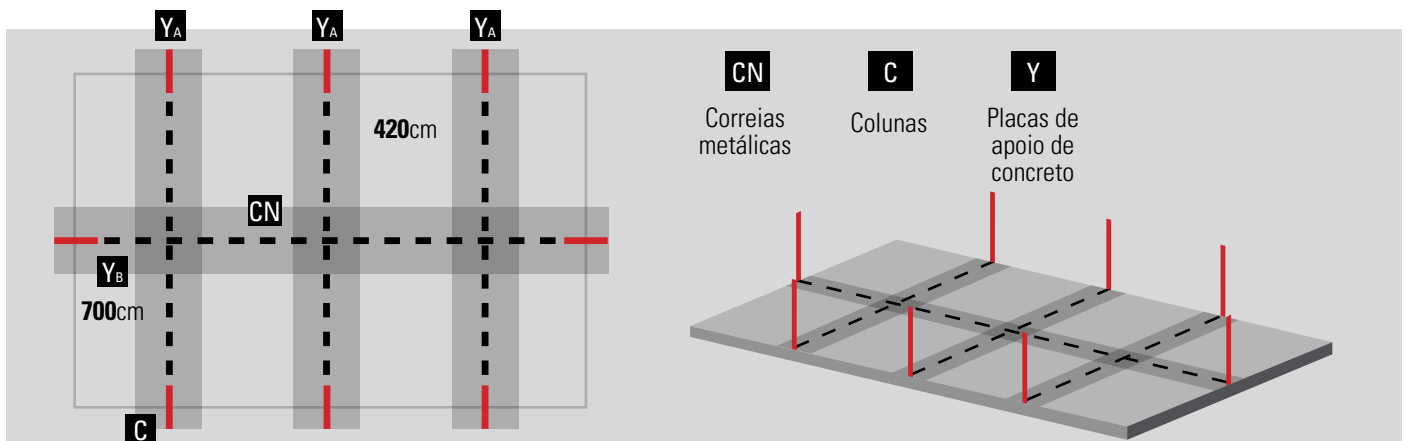 YA YA YA
420cm
CN
YB
700cm
C
CN C Y
Correias
metálicas
Colunas
Placas de
apoio de
concreto